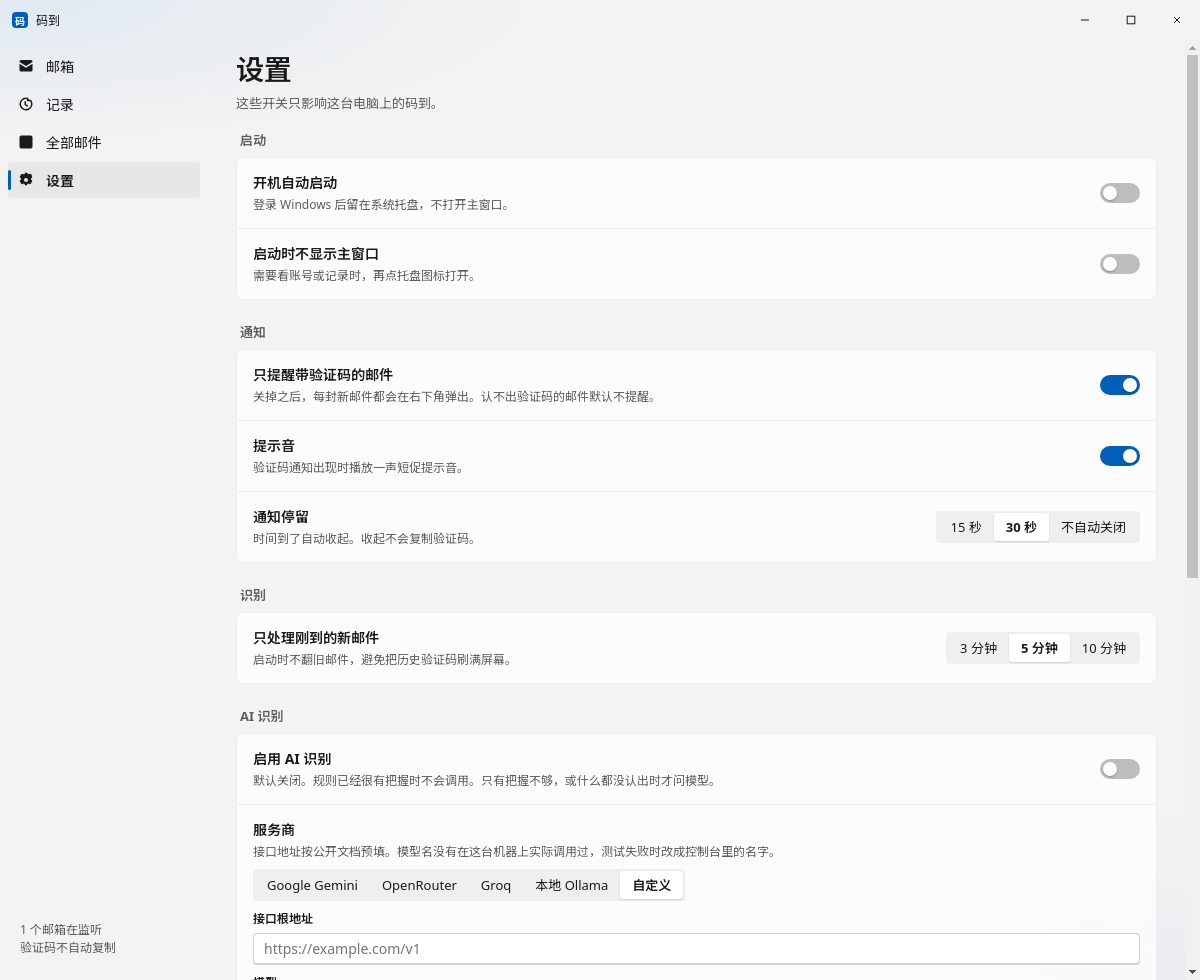 码 码到
邮箱
记录
全部邮件
设置
设置
这些开关只影响这台电脑上的码到。
启动
开机自动启动
登录 Windows 后留在系统托盘，不打开主窗口。
启动时不显示主窗口
需要看账号或记录时，再点托盘图标打开。
通知
只提醒带验证码的邮件
关掉之后，每封新邮件都会在右下角弹出。认不出验证码的邮件默认不提醒。
提示音
验证码通知出现时播放一声短促提示音。
通知停留
时间到了自动收起。收起不会复制验证码。
15 秒 30 秒 不自动关闭
识别
只处理刚到的新邮件
启动时不翻旧邮件，避免把历史验证码刷满屏幕。
3 分钟 5 分钟 10 分钟
AI 识别
启用 AI 识别
默认关闭。规则已经很有把握时不会调用。只有把握不够，或什么都没认出时才问模型。
服务商
接口地址按公开文档预填。模型名没有在这台机器上实际调用过，测试失败时改成控制台里的名字。
Google Gemini OpenRouter Groq 本地 Ollama 自定义
接口根地址
https://example.com/v1
1 个邮箱在监听
验证码不自动复制